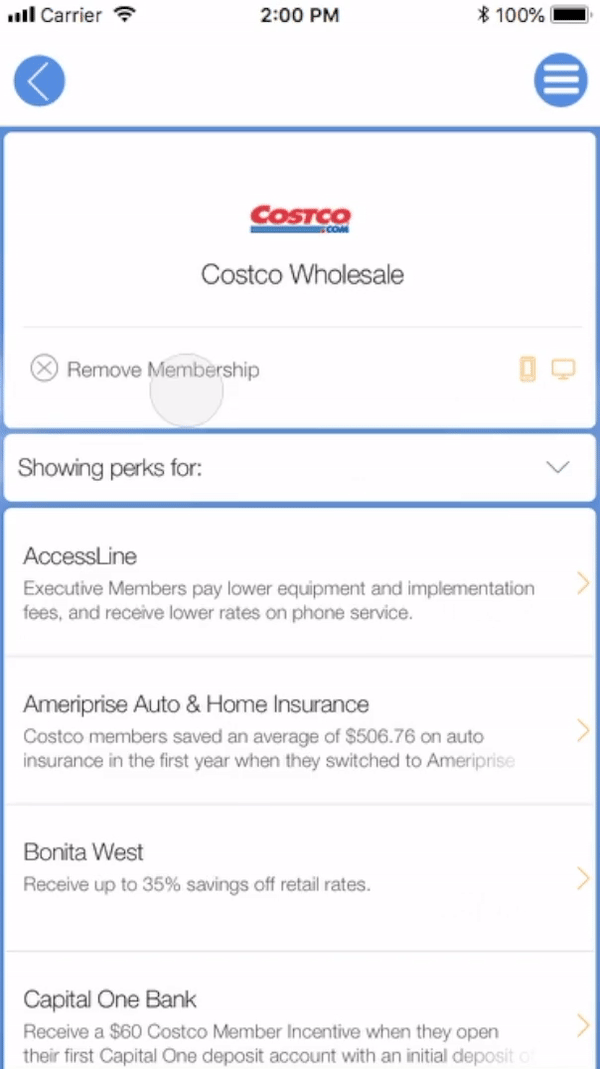 Carrier 2:00 PM 100%
COSTCO
.COM
Costco Wholesale
Remove Membership
Showing perks for:
AccessLine
Executive Members pay lower equipment and implementation
fees, and receive lower rates on phone service.
Ameriprise Auto & Home Insurance
Costco members saved an average of $506.76 on auto
insurance in the first year when they switched to Ameriprise
Bonita West
Receive up to 35% savings off retail rates.
Capital One Bank
Receive a $60 Costco Member Incentive when they open
their first Capital One deposit account with an initial deposit of